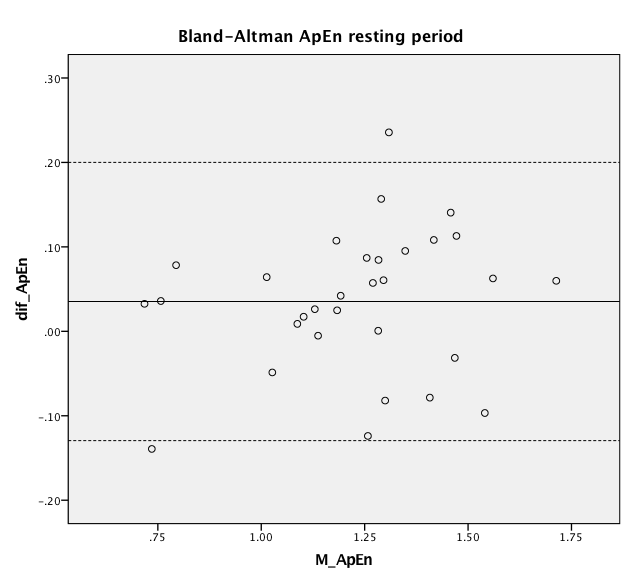 Bland-Altman ApEn resting period
.30
.20
.10
.00
-.10
-.20
dif_ApEn
.75 1.00 1.25 1.50 1.75
M_ApEn